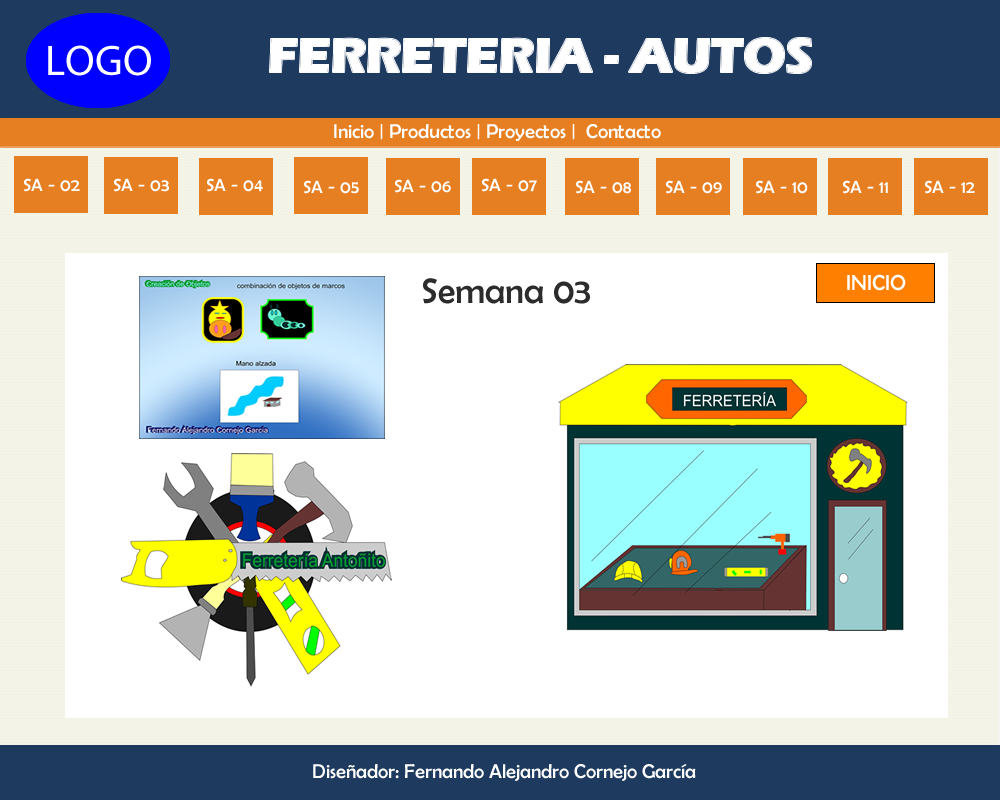 LOGO
FERRETERIA - AUTOS
Inicio | Productos | Proyectos | Contacto
SA - 02
SA - 03
SA - 04
SA - 05
SA - 06
SA - 07
SA - 08
SA - 09
SA - 10
SA - 11
SA - 12
Semana 03
INICIO
Creación de Objetos
combinación de objetos de marcos
Mano alzada
Fernando Alejandro Cornejo García
FERRETERÍA
Ferretería Antoñito
Diseñador: Fernando Alejandro Cornejo García